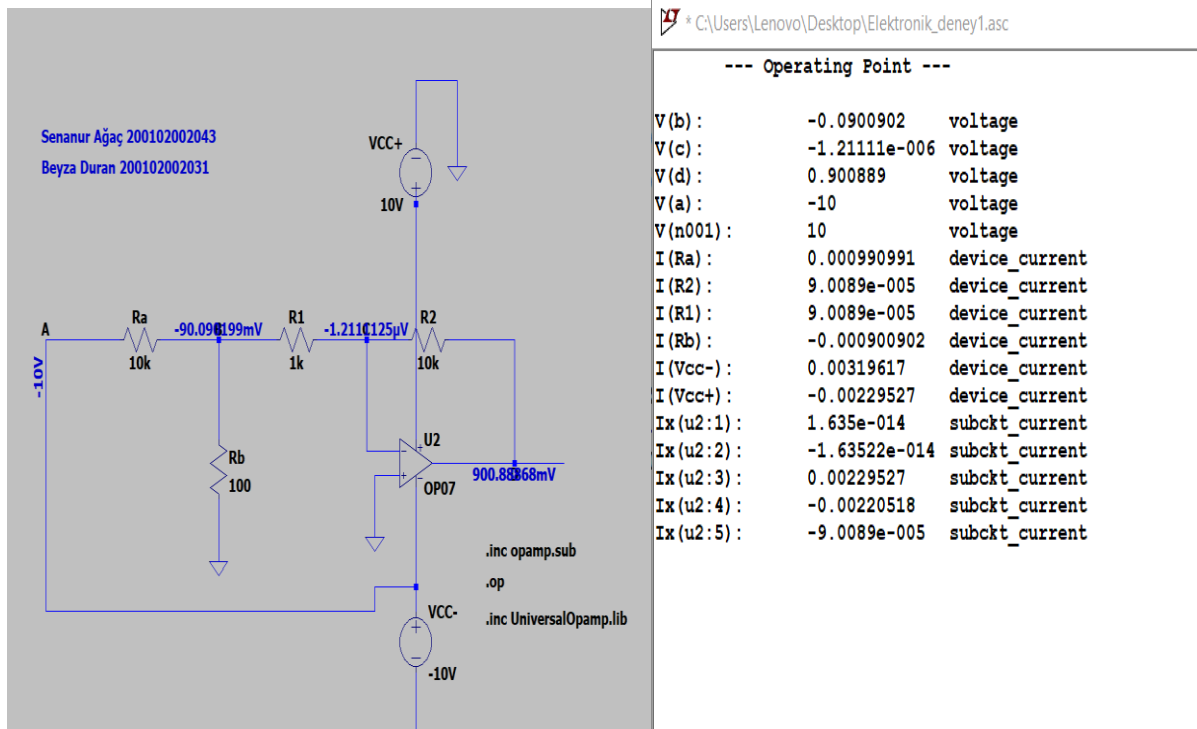 * C:\Users\Lenovo\Desktop\Elektronik_deney1.asc
--- Operating Point ---
V(b): -0.0900902 voltage
V(c): -1.21111e-006 voltage
V(d): 0.900889 voltage
V(a): -10 voltage
V(n001): 10 voltage
I(Ra): 0.000990991 device_current
I(R2): 9.0089e-005 device_current
I(R1): 9.0089e-005 device_current
I(Rb): -0.000900902 device_current
I(Vcc-): 0.00319617 device_current
I(Vcc+): -0.00229527 device_current
Ix(u2:1): 1.635e-014 subckt_current
Ix(u2:2): -1.63522e-014 subckt_current
Ix(u2:3): 0.00229527 subckt_current
Ix(u2:4): -0.00220518 subckt_current
Ix(u2:5): -9.0089e-005 subckt_current
Senanur Ağaç 200102002043
Beyza Duran 200102002031
VCC+
10V
A
Ra
R1
R2
10k
1k
10k
-10V
Rb
100
U2
OP07
.inc opamp.sub
.op
.inc UniversalOpamp.lib
VCC-
-10V